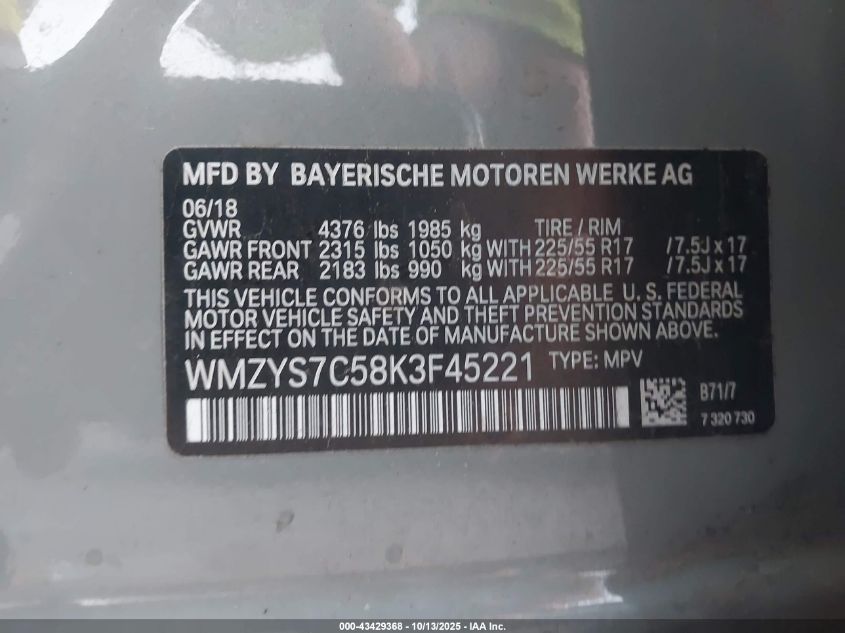 MFD BY BAYERISCHE MOTOREN WERKE AG
06/18
GVWR 4376 lbs 1985 kg TIRE / RIM
GAWR FRONT 2315 lbs 1050 kg WITH 225/55 R17 /7.5J x 17
GAWR REAR 2183 lbs 990 kg WITH 225/55 R17 /7.5J x 17
THIS VEHICLE CONFORMS TO ALL APPLICABLE U. S. FEDERAL
MOTOR VEHICLE SAFETY AND THEFT PREVENTION STANDARDS
IN EFFECT ON THE DATE OF MANUFACTURE SHOWN ABOVE.
WMZYS7C58K3F45221 TYPE: MPV
B71/7
7 320 730
000-43429368 - 10/13/2025 - IAA Inc.